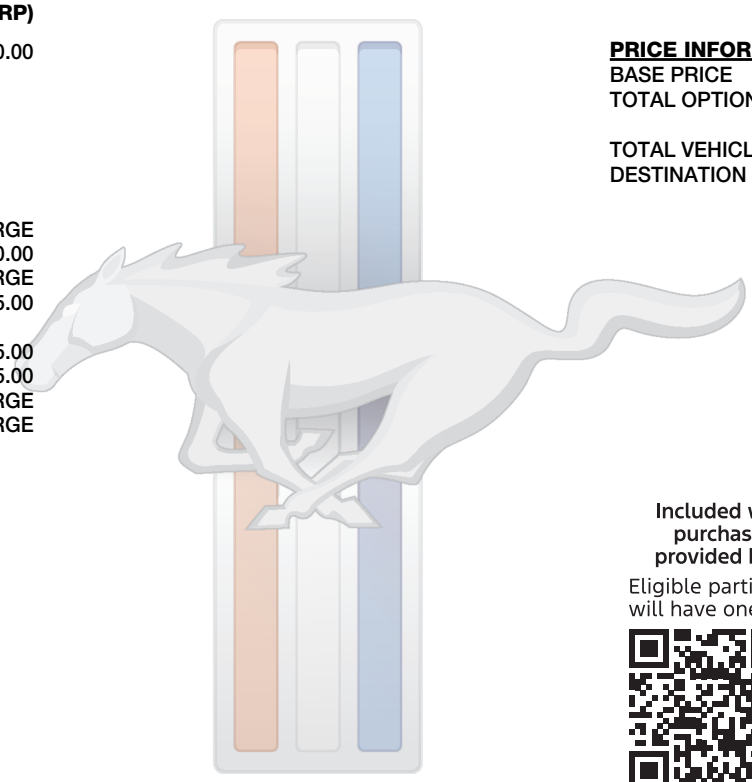 RP)
0.00
RGE
0.00
RGE
5.00
5.00
5.00
RGE
RGE
PRICE INFOR
BASE PRICE
TOTAL OPTION
TOTAL VEHICL
DESTINATION
Included w
purchas
provided b
Eligible parti
will have one